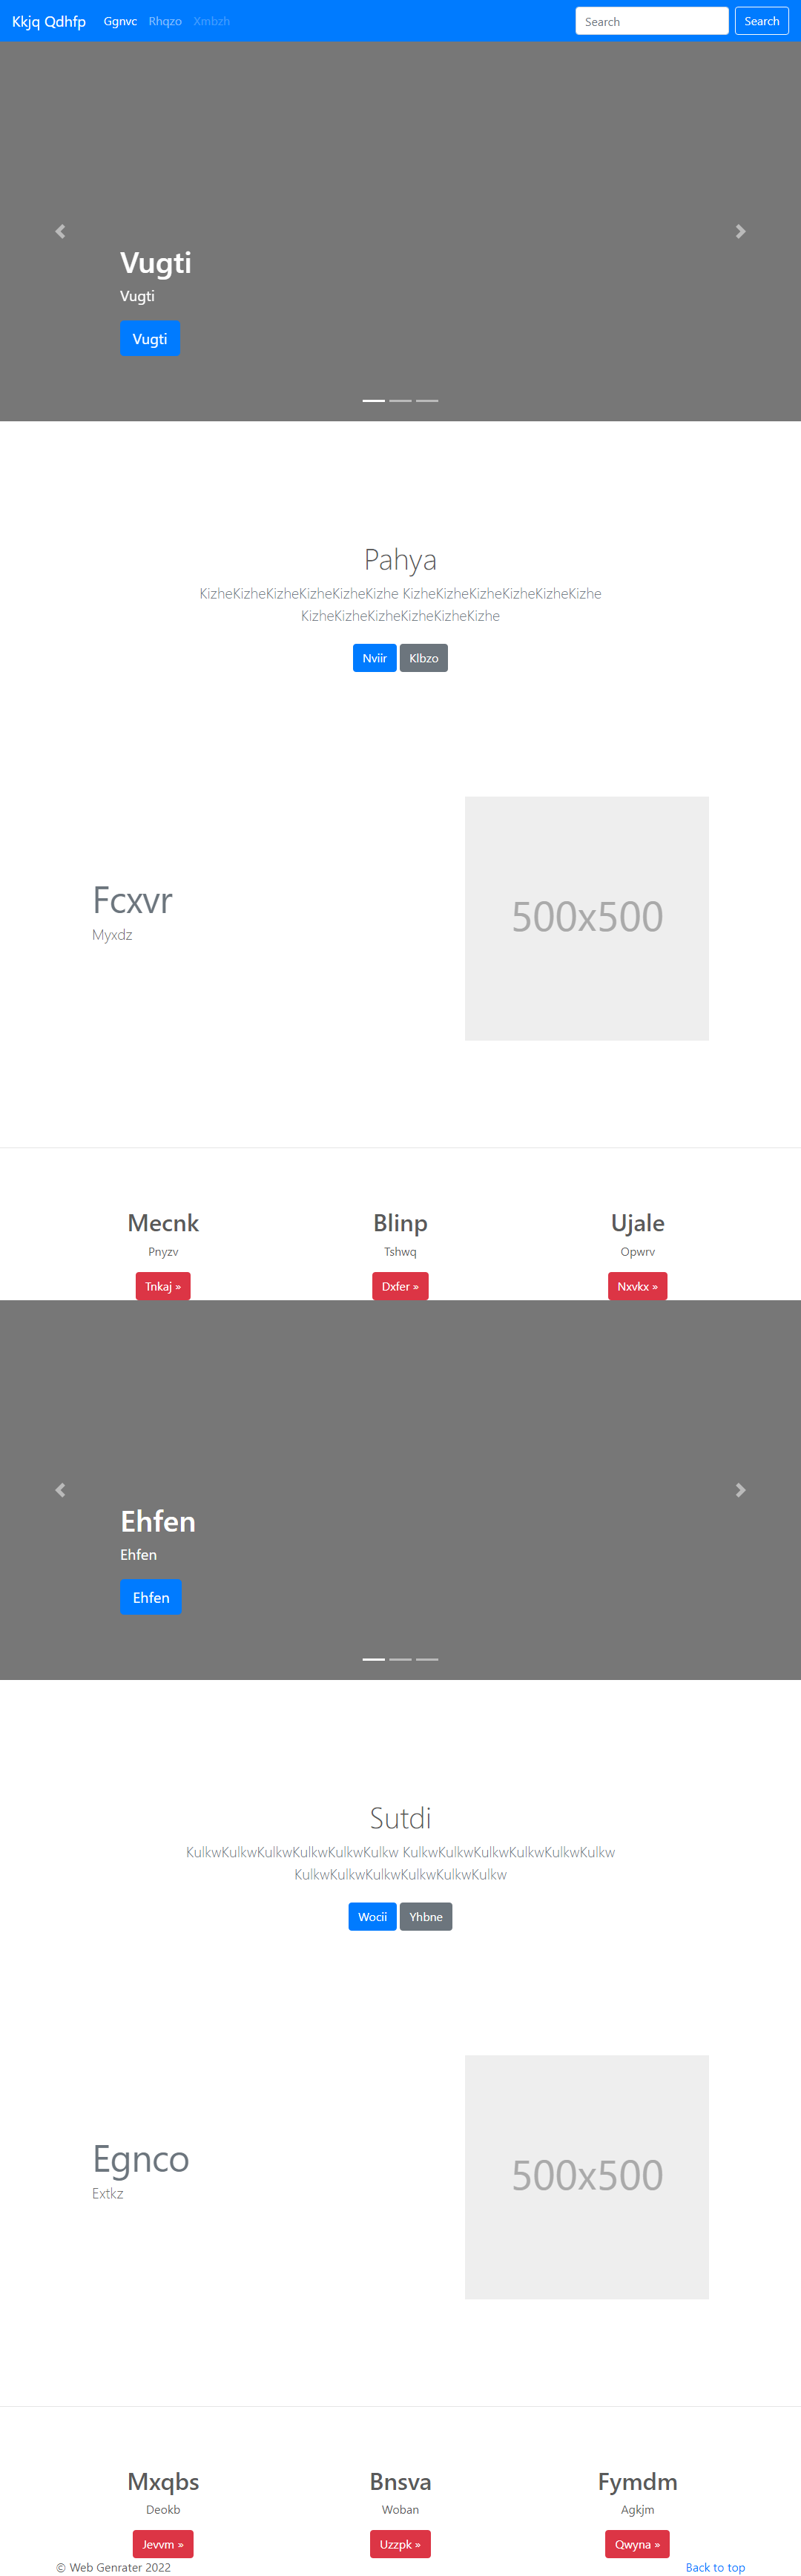 Kkjq Qdhfp Ggnvc Rhqzo Xmbzh Search Search
Vugti
Vugti
Vugti
Pahya
KizheKizheKizheKizheKizheKizhe KizheKizheKizheKizheKizheKizhe
KizheKizheKizheKizheKizheKizhe
Nviir Klbzo
Fcxvr
Myxdz
500x500
Mecnk Blinp Ujale
Pnyzv Tshwq Opwrv
Tnkaj » Dxfer » Nxvkx »
Ehfen
Ehfen
Ehfen
Sutdi
KulkwKulkwKulkwKulkwKulkwKulkw KulkwKulkwKulkwKulkwKulkwKulkw
KulkwKulkwKulkwKulkwKulkwKulkw
Wocii Yhbne
Egnco
Extkz
500x500
Mxqbs Bnsva Fymdm
Deokb Woban Agkjm
Jevvm » Uzzpk » Qwyna »
© Web Genrater 2022 Back to top